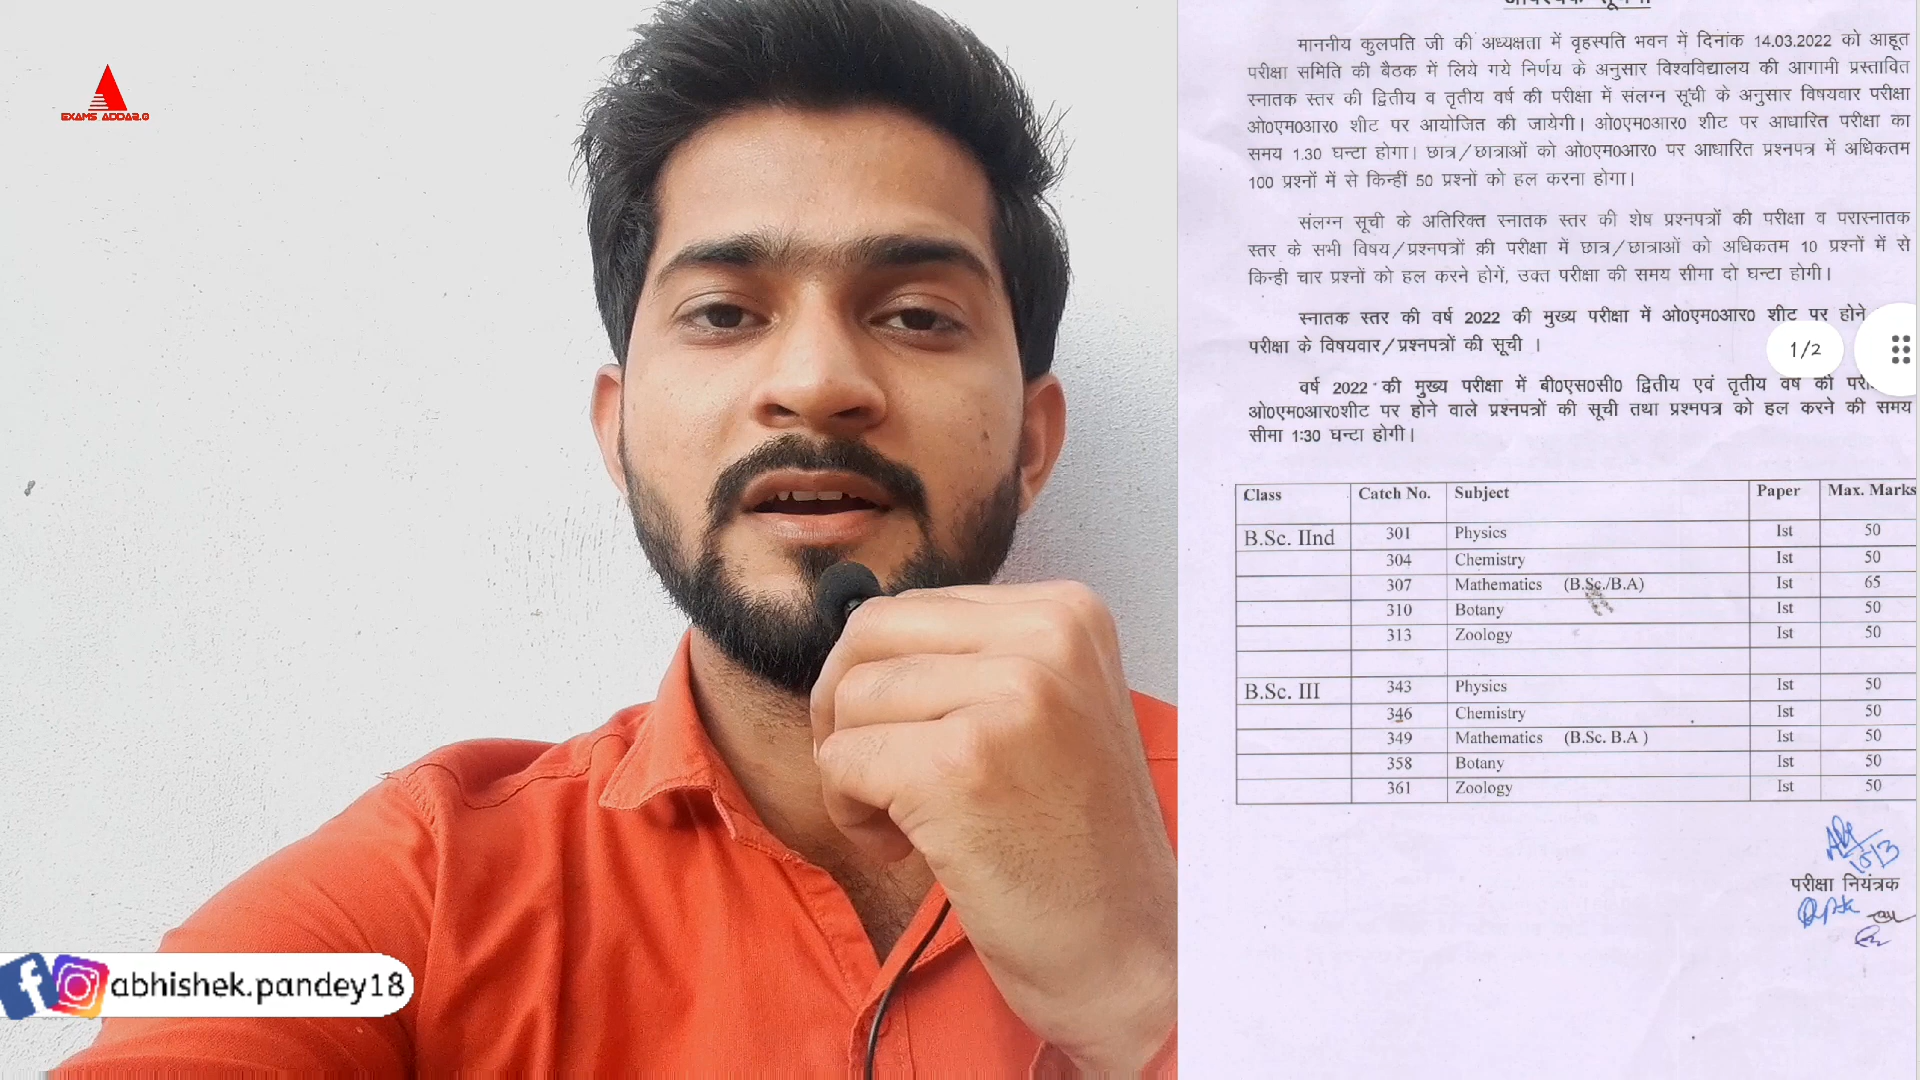 EXAMS ADDA2.0
आवश्यक सूचना
माननीय कुलपति जी की अध्यक्षता में वृहस्पति भवन में दिनांक 14.03.2022 को आहूत
परीक्षा समिति की बैठक में लिये गये निर्णय के अनुसार विश्वविद्यालय की आगामी प्रस्तावित
स्नातक स्तर की द्वितीय व तृतीय वर्ष की परीक्षा में संलग्न सूची के अनुसार विषयवार परीक्षा
ओ0एम0आर0 शीट पर आयोजित की जायेगी। ओ0एम0आर0 शीट पर आधारित परीक्षा का
समय 1.30 घन्टा होगा। छात्र/छात्राओं को ओ0एम0आर0 पर आधारित प्रश्नपत्र में अधिकतम
100 प्रश्नों में से किन्हीं 50 प्रश्नों को हल करना होगा।
संलग्न सूची के अतिरिक्त स्नातक स्तर की शेष प्रश्नपत्रों की परीक्षा व परास्नातक
स्तर के सभी विषय/प्रश्नपत्रों की परीक्षा में छात्र/छात्राओं को अधिकतम 10 प्रश्नों में से
किन्ही चार प्रश्नों को हल करने होगें, उक्त परीक्षा की समय सीमा दो घन्टा होगी।
स्नातक स्तर की वर्ष 2022 की मुख्य परीक्षा में ओ0एम0आर0 शीट पर होने
परीक्षा के विषयवार/प्रश्नपत्रों की सूची ।
1/2
वर्ष 2022 की मुख्य परीक्षा में बी0एस0सी0 द्वितीय एवं तृतीय वर्ष की
ओ0एम0आर0शीट पर होने वाले प्रश्नपत्रों की सूची तथा प्रश्नपत्र को हल करने की समय
सीमा 1:30 घन्टा होगी।
Class Catch No. Subject Paper Max. Marks
B.Sc. IInd 301 Physics Ist 50
304 Chemistry Ist 50
307 Mathematics (B.Sc./B.A) Ist 65
310 Botany Ist 50
313 Zoology Ist 50
B.Sc. III 343 Physics Ist 50
346 Chemistry Ist 50
349 Mathematics (B.Sc. B.A ) Ist 50
358 Botany Ist 50
361 Zoology Ist 50
परीक्षा नियंत्रक
abhishek.pandey18